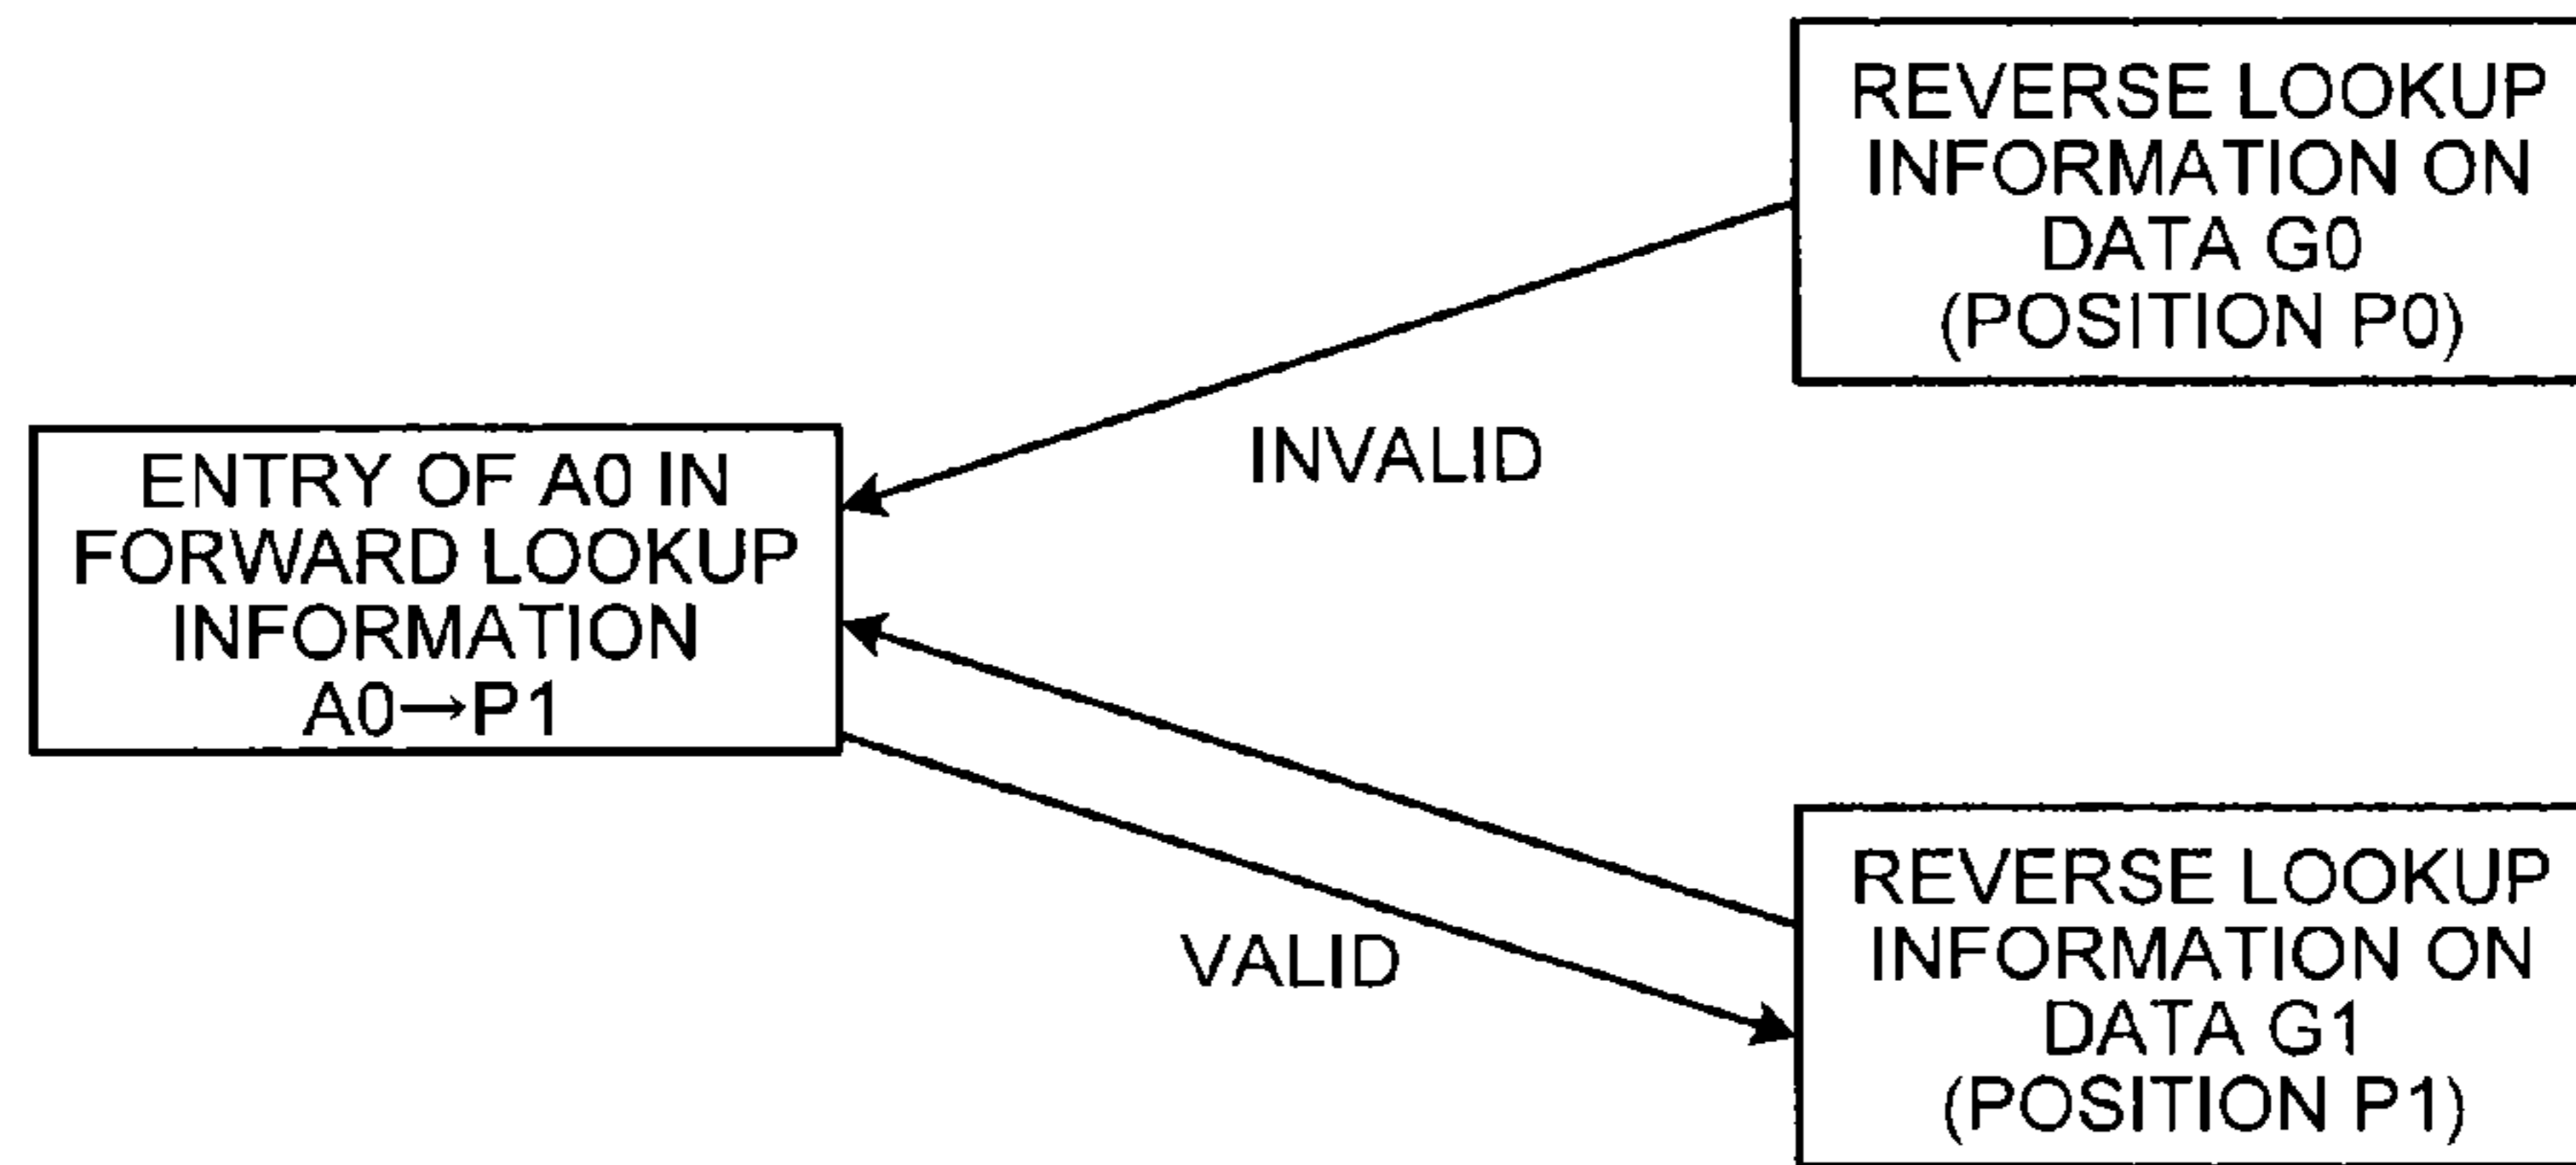 REVERSE LOOKUP
INFORMATION ON
DATA G0
(POSITION P0)
INVALID
ENTRY OF A0 IN
FORWARD LOOKUP
INFORMATION
A0→P1
VALID
REVERSE LOOKUP
INFORMATION ON
DATA G1
(POSITION P1)